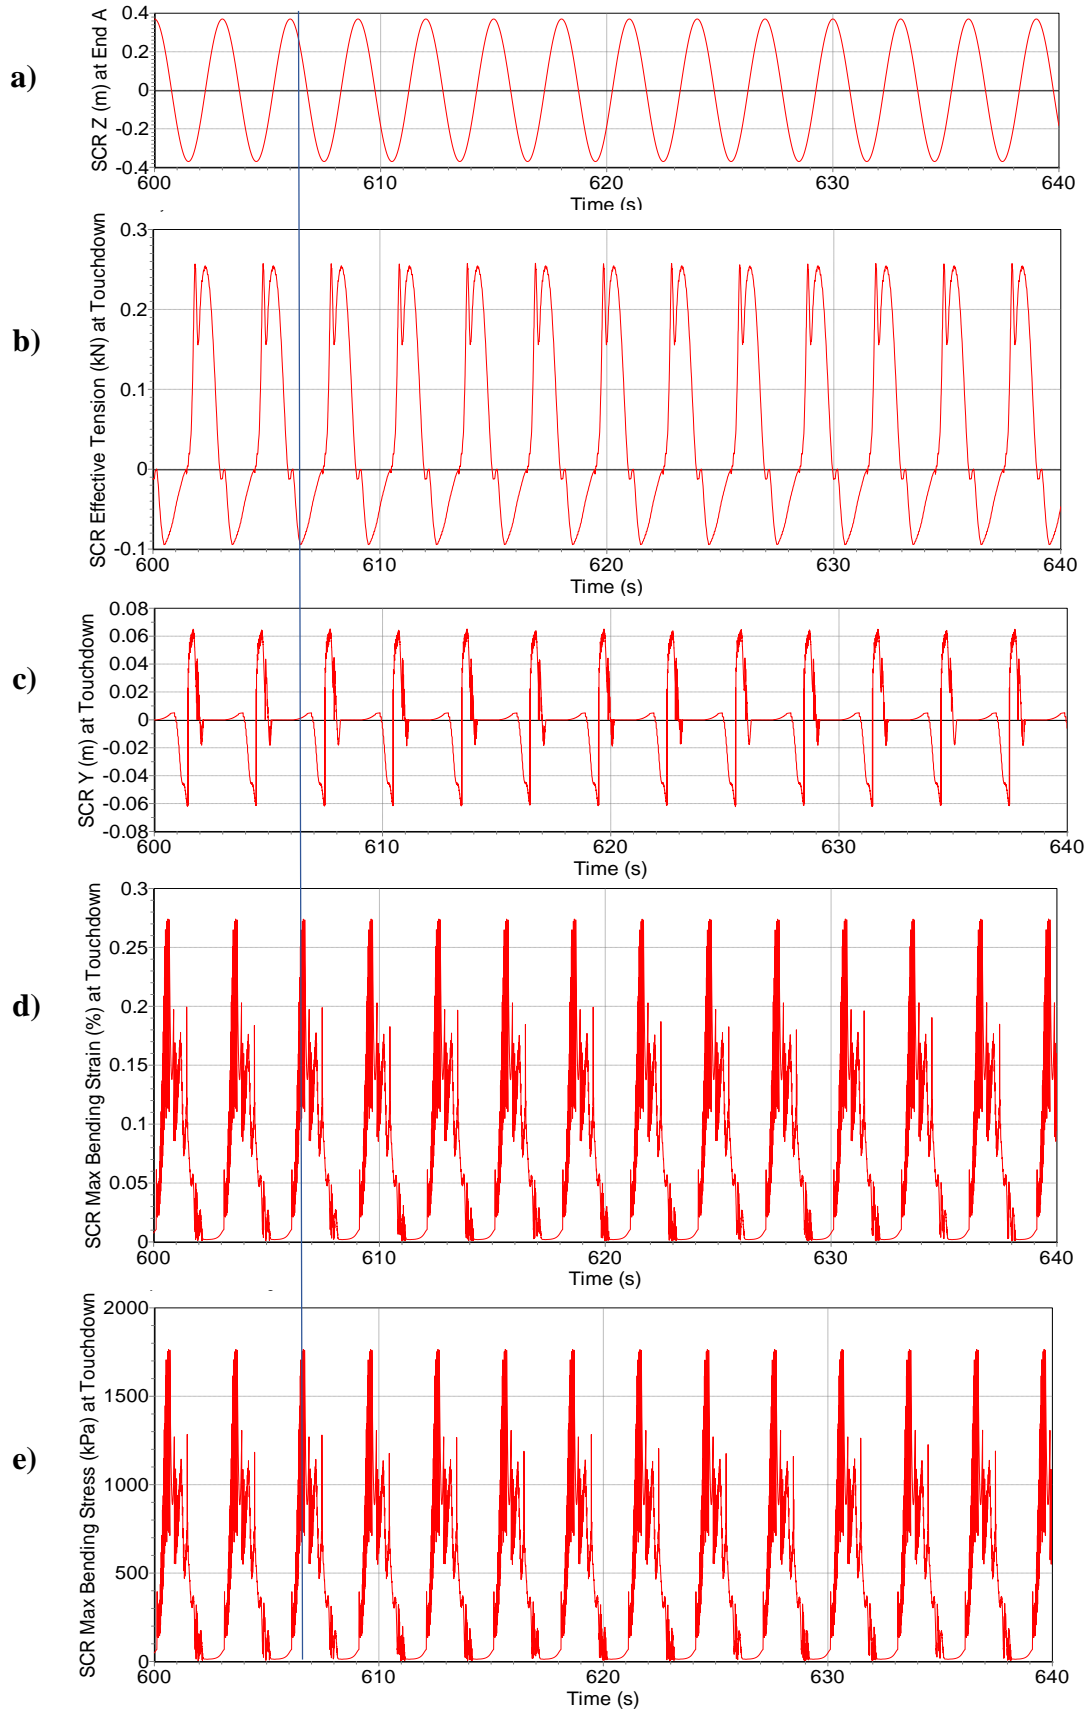 a)
SCR Z (m) at End A
0.4
0.2
0
-0.2
-0.4
600 610 620 630 640
Time (s)
b)
SCR Effective Tension (kN) at Touchdown
0.3
0.2
0.1
0
-0.1
600 610 620 630 640
Time (s)
c)
SCR Y (m) at Touchdown
0.08
0.06
0.04
0.02
0
-0.02
-0.04
-0.06
-0.08
600 610 620 630 640
Time (s)
d)
SCR Max Bending Strain (%) at Touchdown
0.3
0.25
0.2
0.15
0.1
0.05
0
600 610 620 630 640
Time (s)
e)
SCR Max Bending Stress (kPa) at Touchdown
2000
1500
1000
500
0
600 610 620 630 640
Time (s)